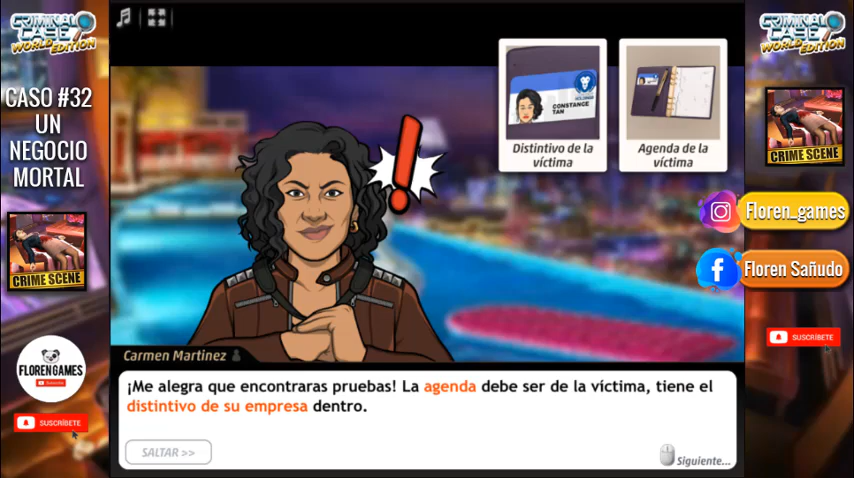 CRIMINAL
CASE
WORLD EDITION
CASO #32
UN
NEGOCIO
MORTAL
CRIME SCENE
FLOREN GAMES
SUSCRÍBETE
CONSTANCE
TAN
Distintivo de la
víctima
Agenda de la
víctima
Carmen Martinez
¡Me alegra que encontraras pruebas! La agenda debe ser de la víctima, tiene el
distintivo de su empresa dentro.
SALTAR >>
Siguiente...
CRIMINAL
CASE
WORLD EDITION
CRIME SCENE
Floren_games
Floren Sañudo
SUSCRÍBETE